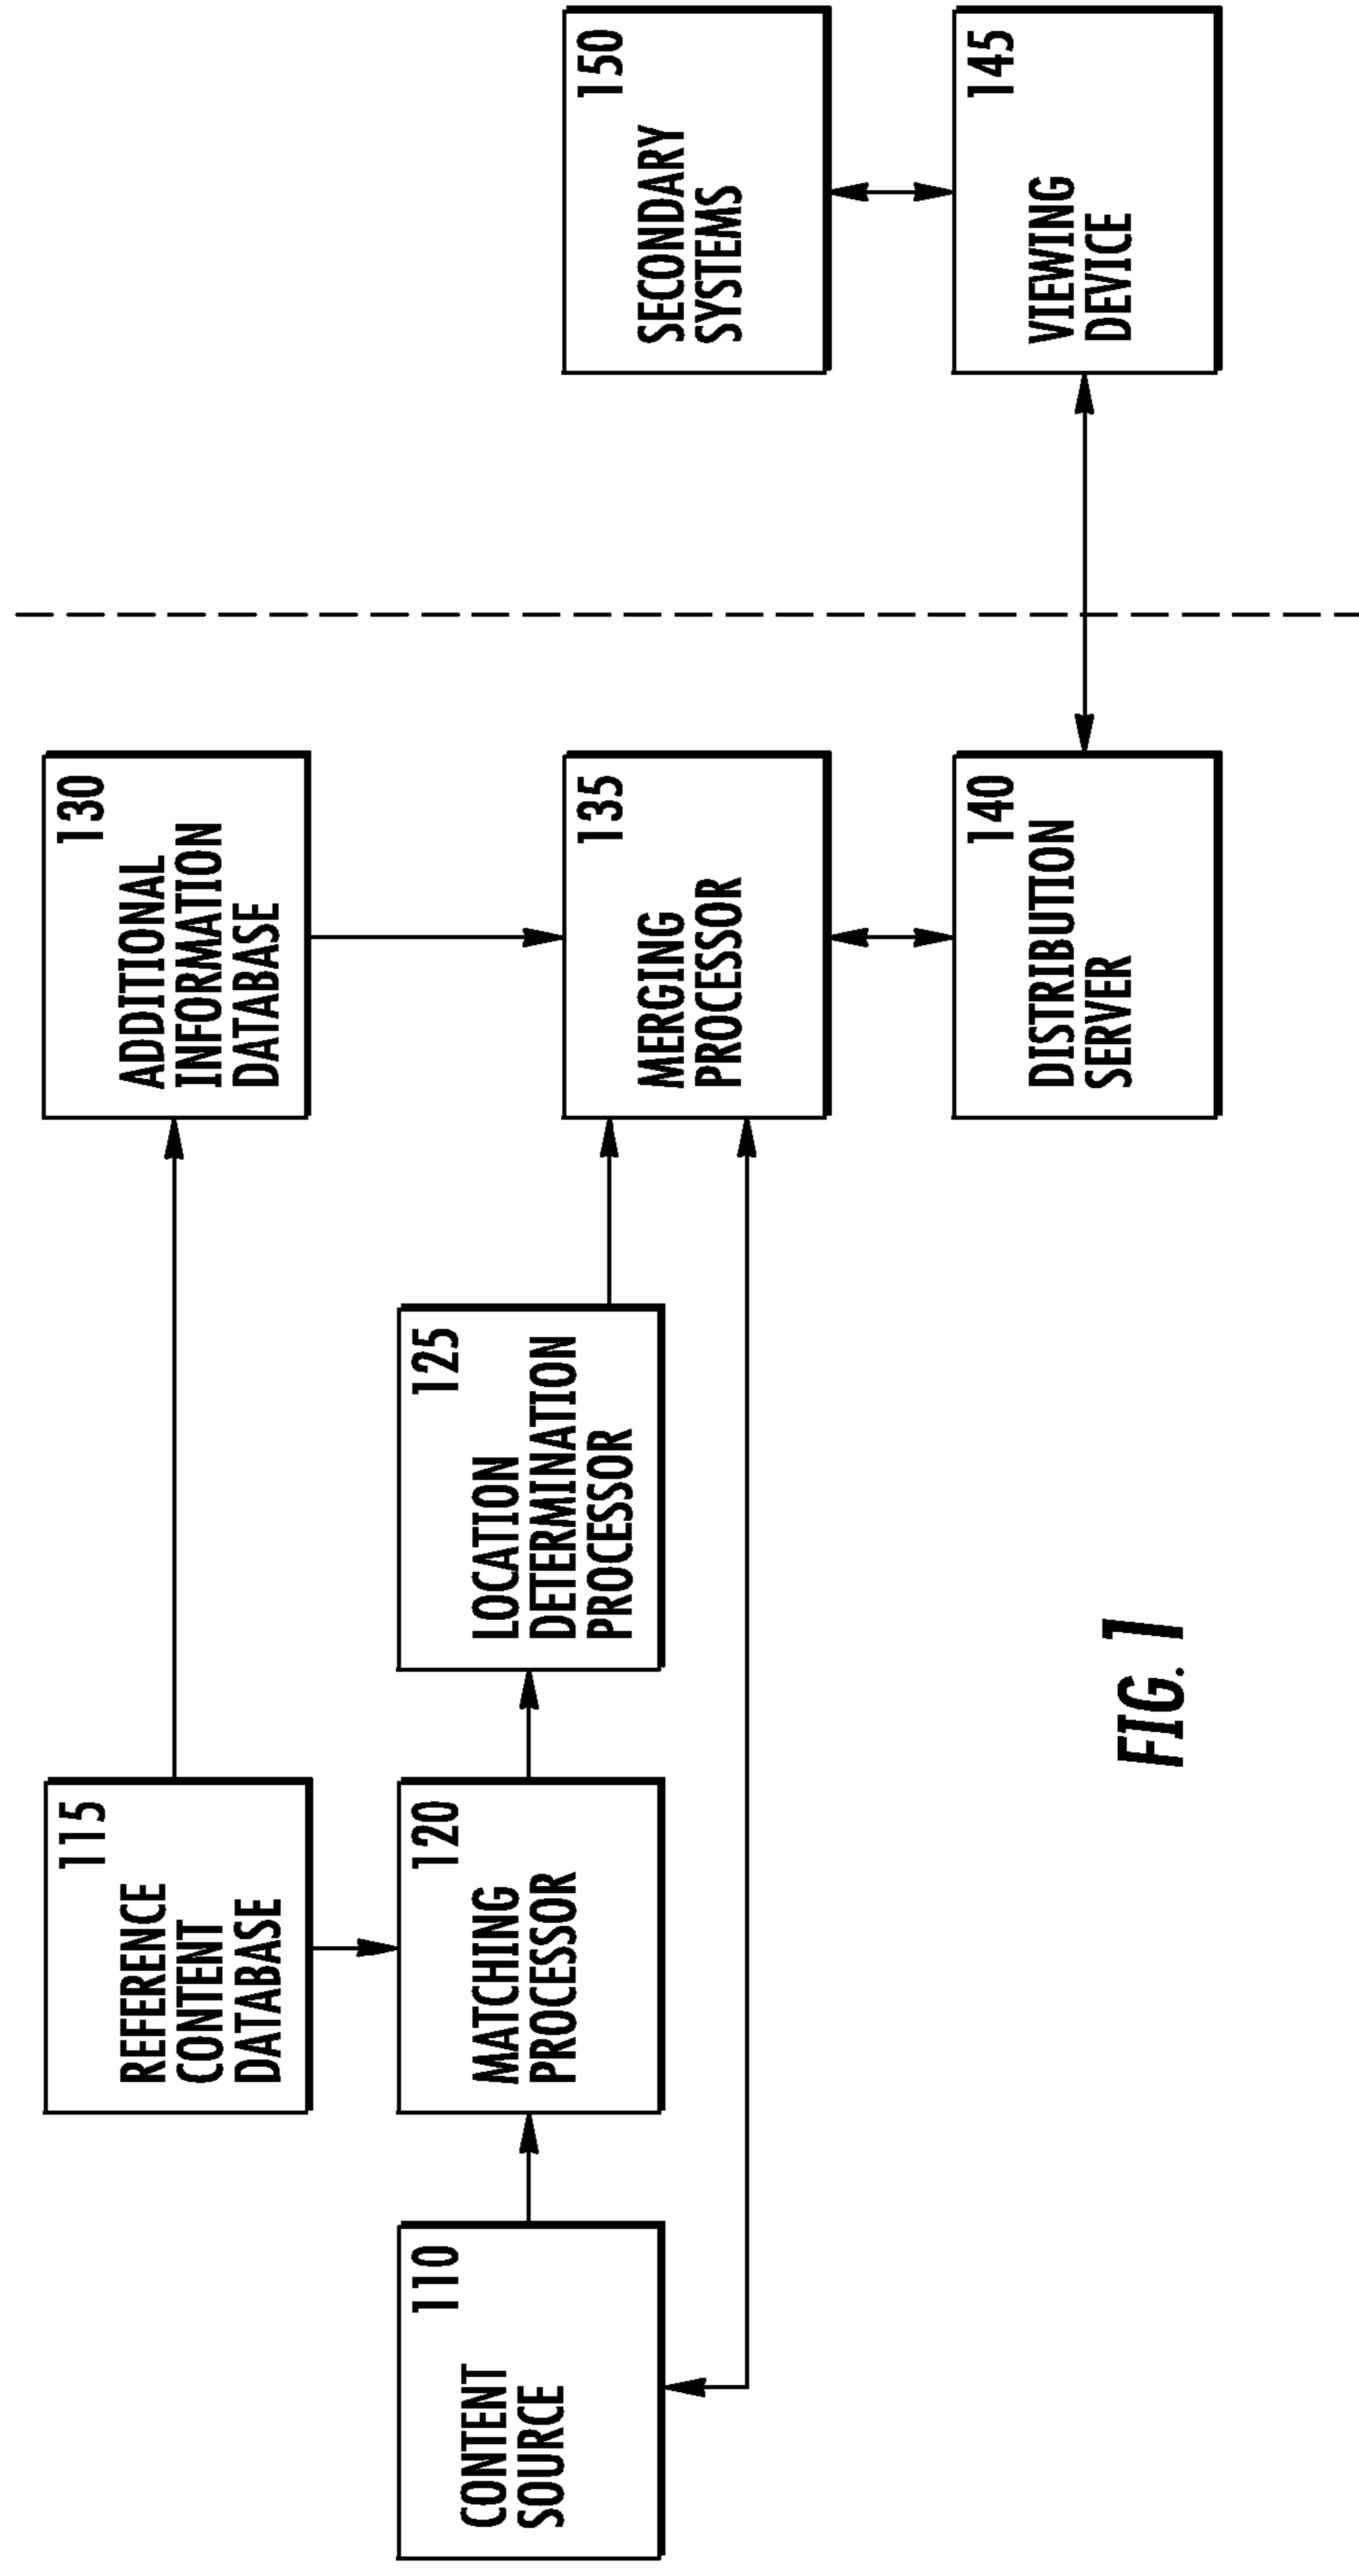 115
REFERENCE
CONTENT
DATABASE
130
ADDITIONAL
INFORMATION
DATABASE
110
CONTENT
SOURCE
120
MATCHING
PROCESSOR
125
LOCATION
DETERMINATION
PROCESSOR
135
MERGING
PROCESSOR
150
SECONDARY
SYSTEMS
140
DISTRIBUTION
SERVER
145
VIEWING
DEVICE
FIG. 1